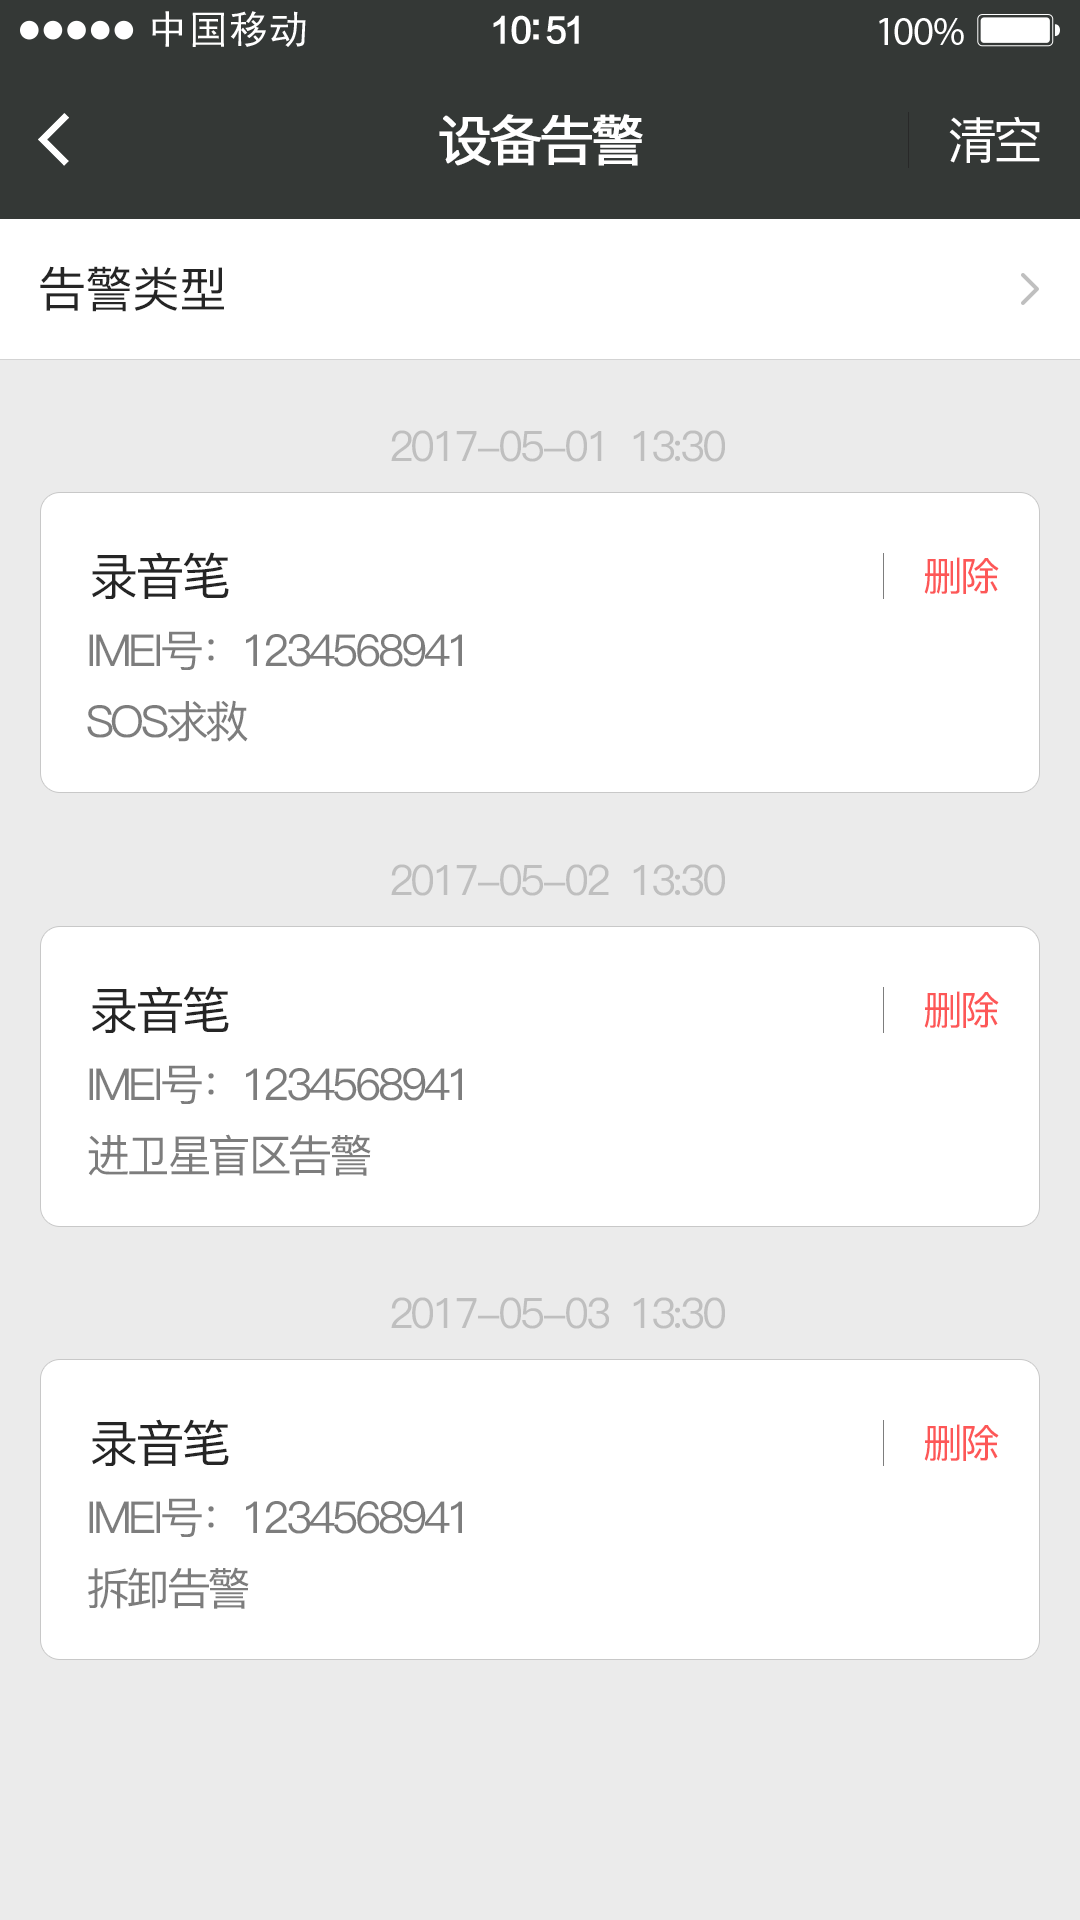 中国移动 10:51 100%
设备告警 清空
告警类型
2017-05-01 13:30
录音笔 删除
IMEI号：1234568941
SOS求救
2017-05-02 13:30
录音笔 删除
IMEI号：1234568941
进卫星盲区告警
2017-05-03 13:30
录音笔 删除
IMEI号：1234568941
拆卸告警